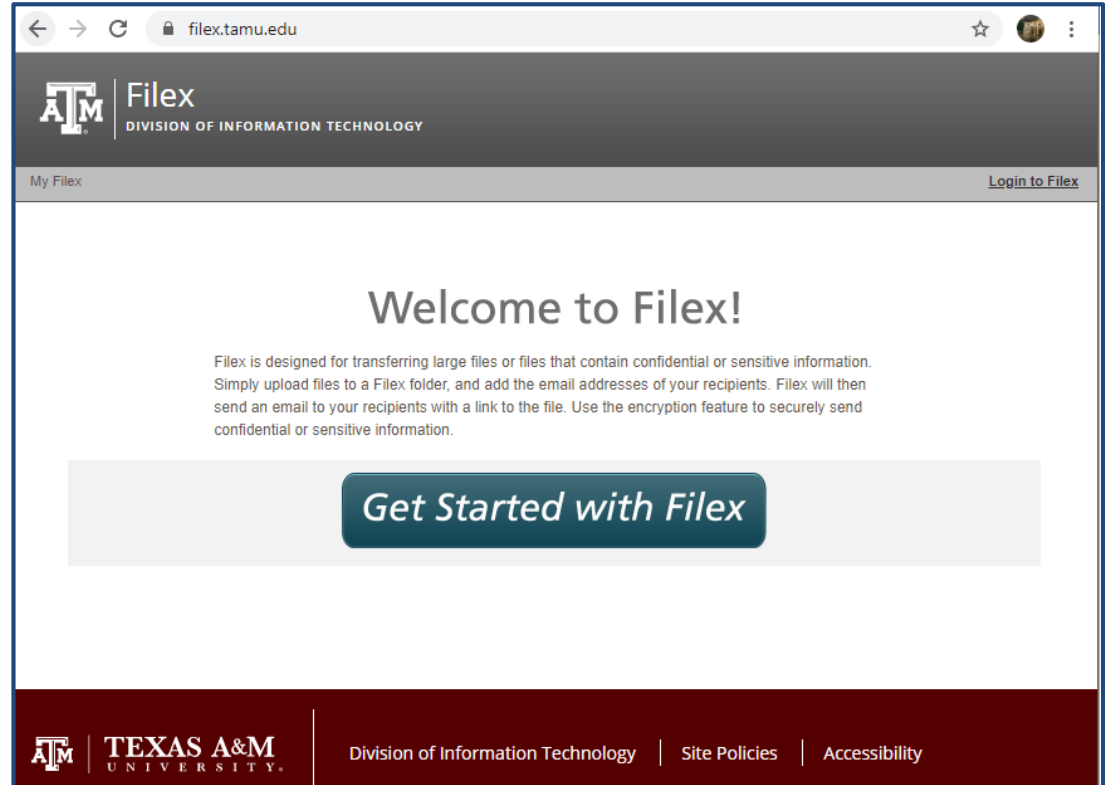 filex.tamu.edu
ATM
Filex
DIVISION OF INFORMATION TECHNOLOGY
My Filex
Login to Filex
Welcome to Filex!
Filex is designed for transferring large files or files that contain confidential or sensitive information.
Simply upload files to a Filex folder, and add the email addresses of your recipients. Filex will then
send an email to your recipients with a link to the file. Use the encryption feature to securely send
confidential or sensitive information.
Get Started with Filex
ATM
TEXAS A&M
UNIVERSITY.
Division of Information Technology
Site Policies
Accessibility